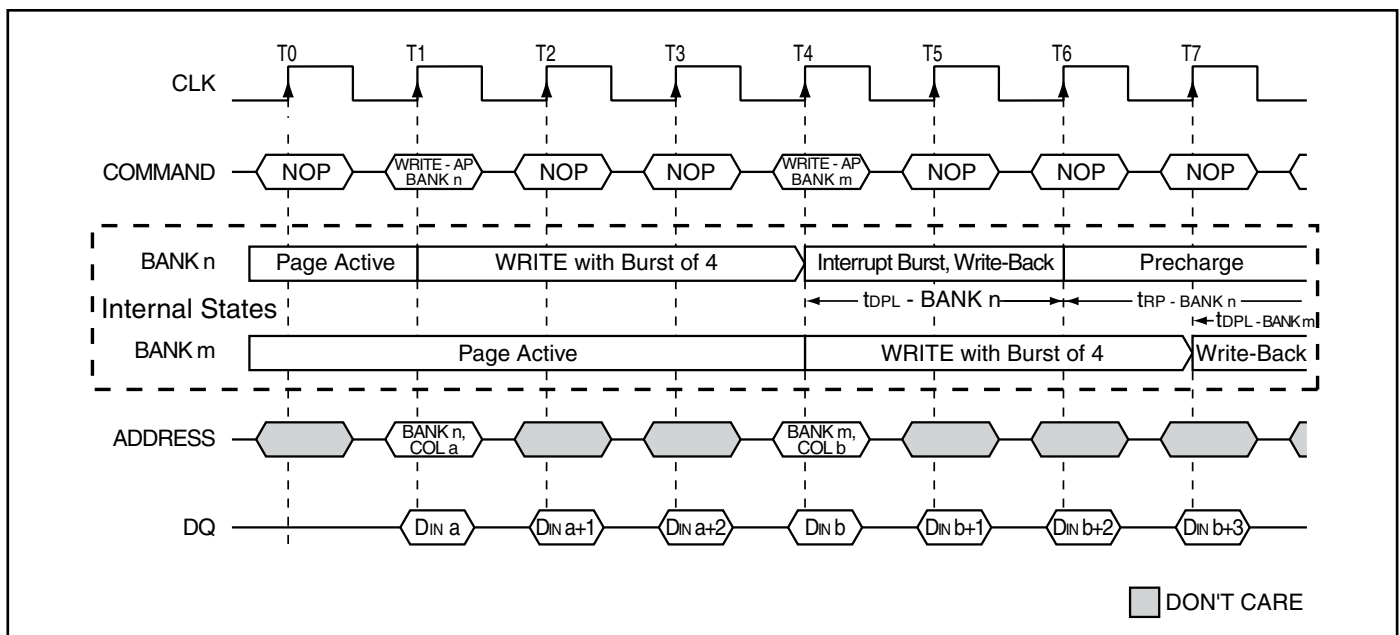 T0 T1 T2 T3 T4 T5 T6 T7
CLK
COMMAND NOP WRITE - AP BANK n NOP NOP WRITE - AP BANK m NOP NOP NOP
BANK n Page Active WRITE with Burst of 4 Interrupt Burst, Write-Back Precharge
tDPL - BANK n tRP - BANK n
Internal States
tDPL - BANK m
BANK m Page Active WRITE with Burst of 4 Write-Back
ADDRESS BANK n, COL a BANK m, COL b
DQ DIN a DIN a+1 DIN a+2 DIN b DIN b+1 DIN b+2 DIN b+3
DON'T CARE